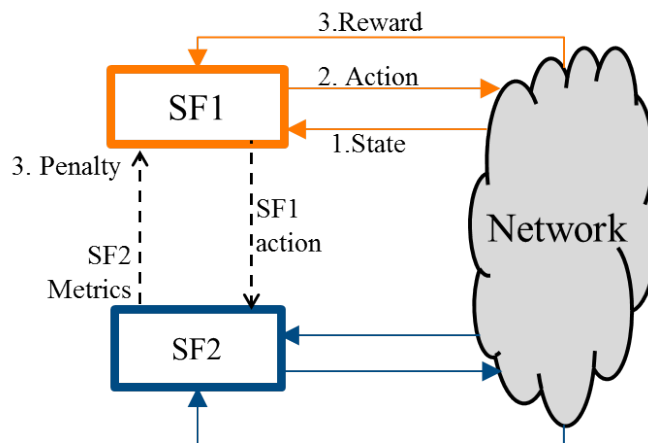 3.Reward
2. Action
SF1
1.State
3. Penalty
SF1
action
Network
SF2
Metrics
SF2